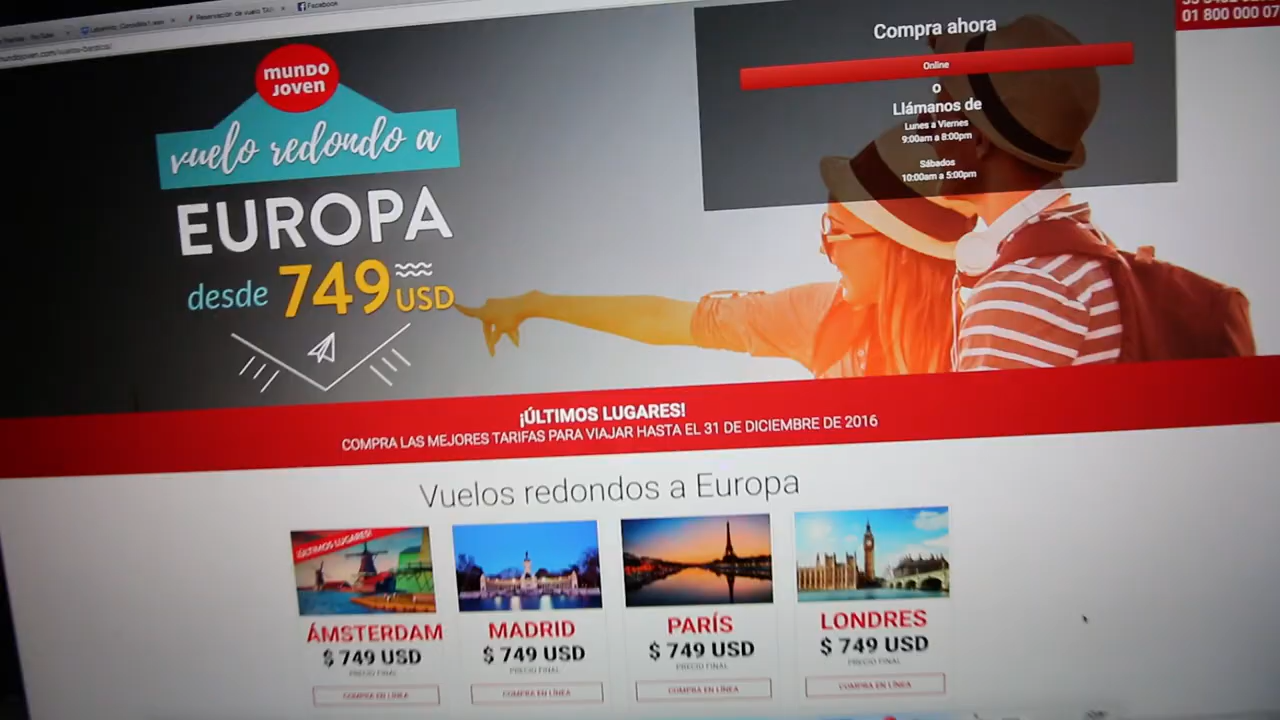 Reservación de vuelo
Facebook
01 800 000 07
Compra ahora
Online
o
Llámanos de
Lunes a Viernes
9:00am a 8:00pm
Sábados
10:00am a 5:00pm
mundo
joven
vuelo redondo a
EUROPA
desde 749 USD
¡ÚLTIMOS LUGARES!
COMPRA LAS MEJORES TARIFAS PARA VIAJAR HASTA EL 31 DE DICIEMBRE DE 2016
Vuelos redondos a Europa
¡ÚLTIMOS LUGARES!
ÁMSTERDAM
$ 749 USD
PRECIO FINAL
COMPRA EN LÍNEA
MADRID
$ 749 USD
PRECIO FINAL
COMPRA EN LÍNEA
PARÍS
$ 749 USD
PRECIO FINAL
COMPRA EN LÍNEA
LONDRES
$ 749 USD
PRECIO FINAL
COMPRA EN LÍNEA